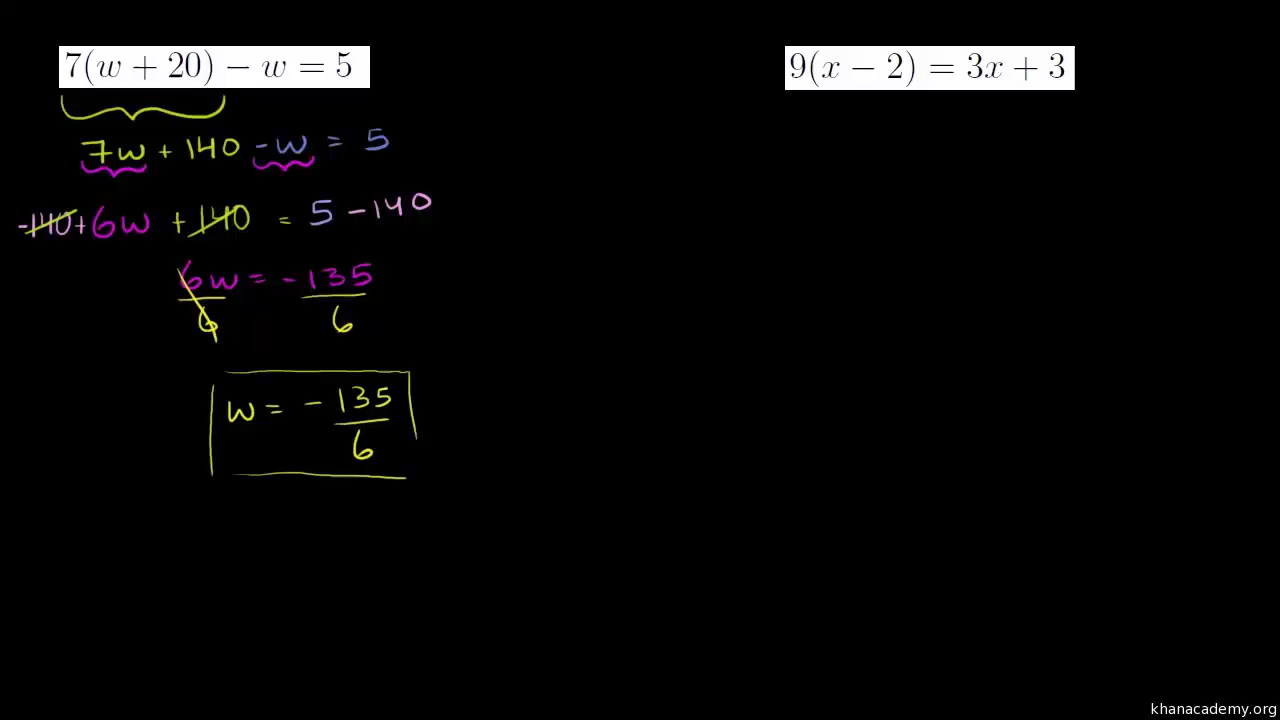 7(w + 20) − w = 5
7w + 140 -w = 5
-140+6w + 140 = 5 -140
6w = -135
6 6
w = - 135
6
9(x − 2) = 3x + 3
khanacademy.org